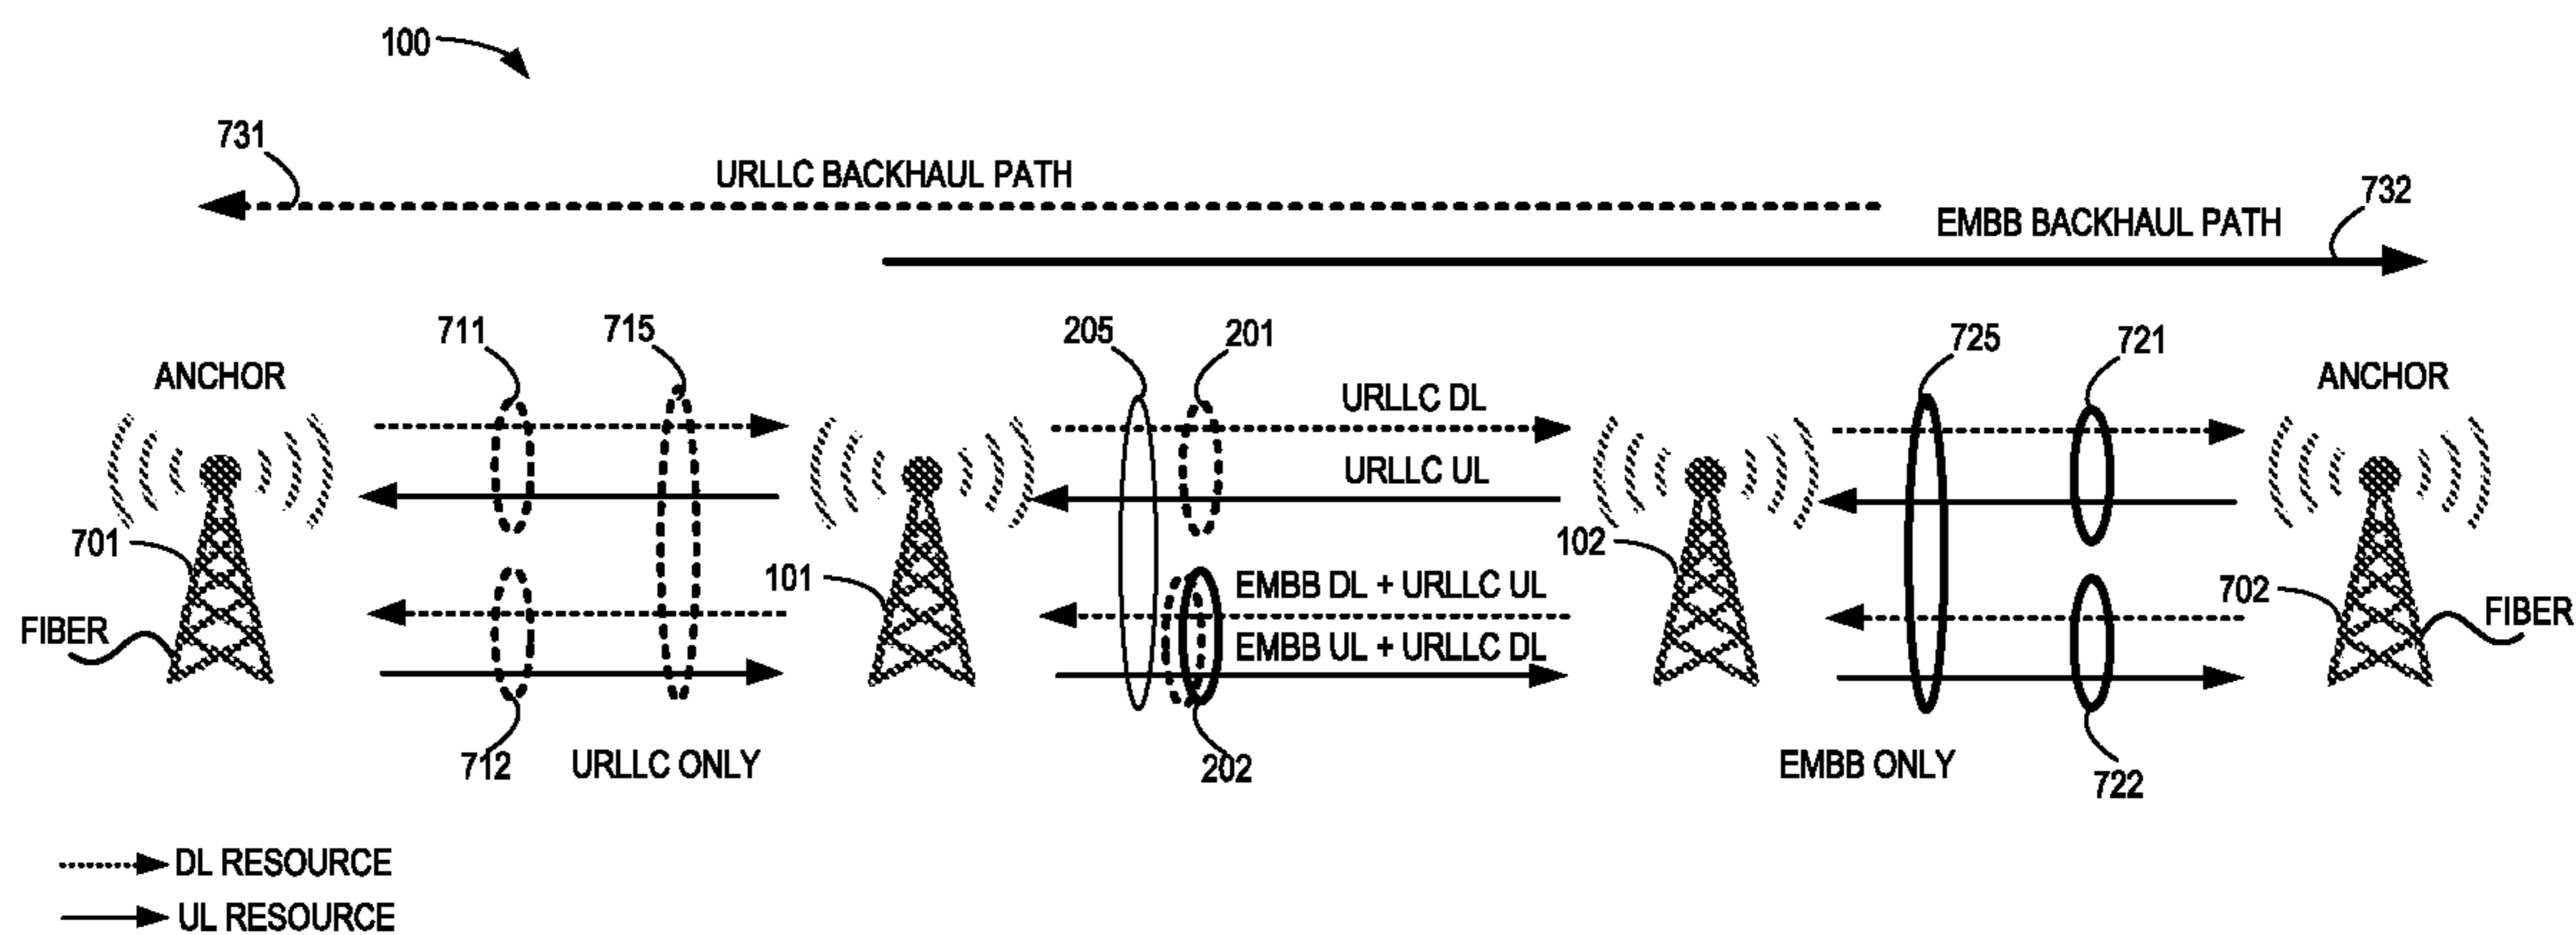 100
731
URLLC BACKHAUL PATH
732
EMBB BACKHAUL PATH
711
715
205
201
725
721
ANCHOR
ANCHOR
URLLC DL
URLLC UL
701
101
102
702
EMBB DL + URLLC UL
EMBB UL + URLLC DL
FIBER
FIBER
712
URLLC ONLY
202
EMBB ONLY
722
DL RESOURCE
UL RESOURCE